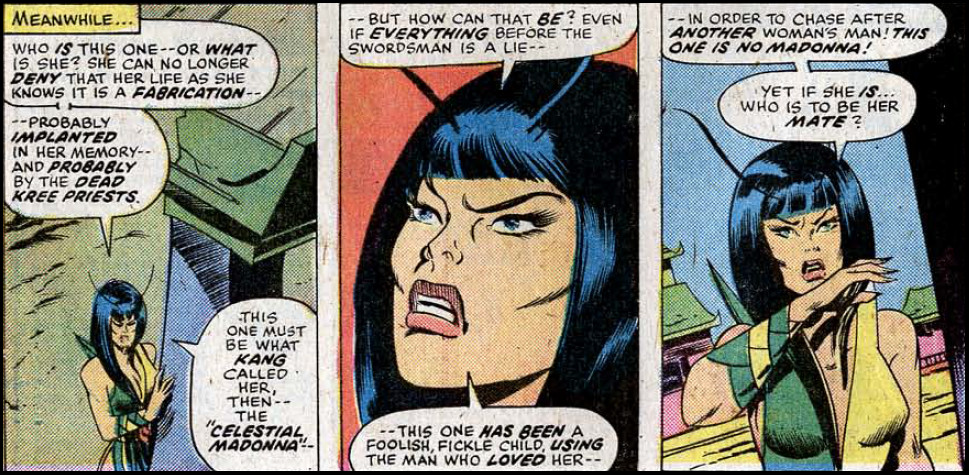 MEANWHILE...
WHO IS THIS ONE--OR WHAT
IS SHE? SHE CAN NO LONGER
DENY THAT HER LIFE AS SHE
KNOWS IT IS A FABRICATION--
--PROBABLY
IMPLANTED
IN HER MEMORY--
AND PROBABLY
BY THE DEAD
KREE PRIESTS.
THIS
ONE MUST
BE WHAT
KANG
CALLED
HER,
THEN--
THE
"CELESTIAL
MADONNA"--
--BUT HOW CAN THAT BE? EVEN
IF EVERYTHING BEFORE THE
SWORDSMAN IS A LIE--
--THIS ONE HAS BEEN A
FOOLISH, FICKLE CHILD, USING
THE MAN WHO LOVED HER--
--IN ORDER TO CHASE AFTER
ANOTHER WOMAN'S MAN! THIS
ONE IS NO MADONNA!
YET IF SHE IS...
WHO IS TO BE HER
MATE?